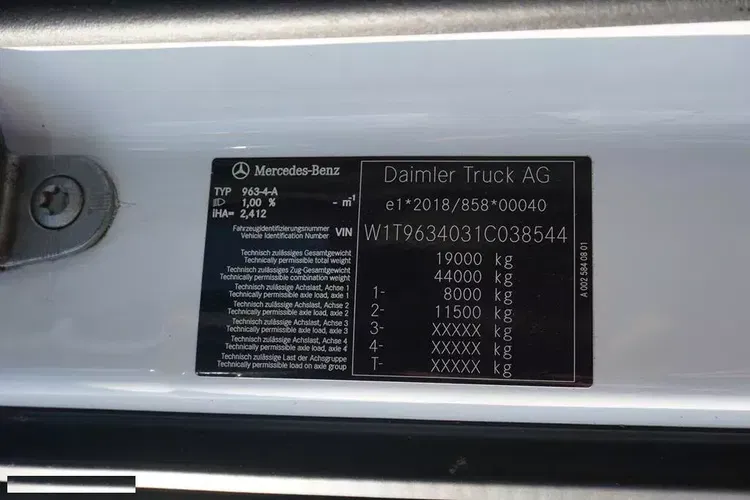 Mercedes-Benz
TYP 963-4-A
1,00 % - m⁻¹
iHA= 2,412
Fahrzeugidentifizierungsnummer
Vehicle Identification Number VIN
Daimler Truck AG
e1*2018/858*00040
W1T9634031C038544
Technisch zulässiges Gesamtgewicht
Technically permissible total weight 19000 kg
Technisch zulässiges Zug-Gesamtgewicht
Technically permissible combination weight 44000 kg
Technisch zulässige Achslast, Achse 1
Technically permissible axle load, axle 1 1- 8000 kg
Technisch zulässige Achslast, Achse 2
Technically permissible axle load, axle 2 2- 11500 kg
Technisch zulässige Achslast, Achse 3
Technically permissible axle load, axle 3 3- XXXXX kg
Technisch zulässige Achslast, Achse 4
Technically permissible axle load, axle 4 4- XXXXX kg
Technisch zulässige Last der Achsgruppe
Technically permissible load on axle group T- XXXXX kg
A 002 584 08 01